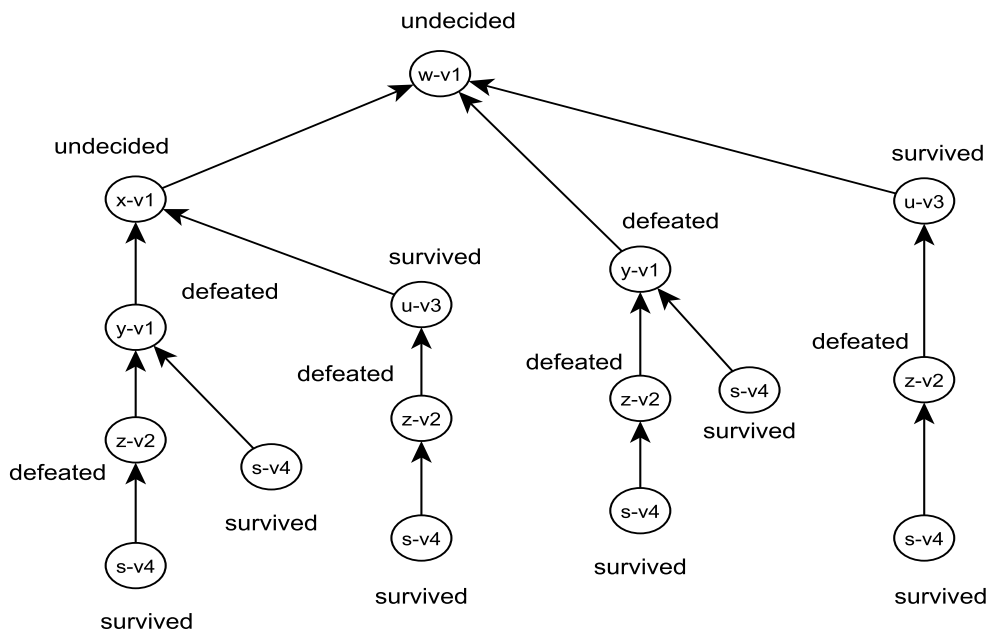 undecided
w-v1
undecided
survived
x-v1
u-v3
defeated
survived
y-v1
defeated
u-v3
y-v1
defeated
defeated
defeated
z-v2
s-v4
z-v2
z-v2
survived
z-v2
s-v4
defeated
s-v4
survived
s-v4
s-v4
s-v4
survived
survived
survived
survived